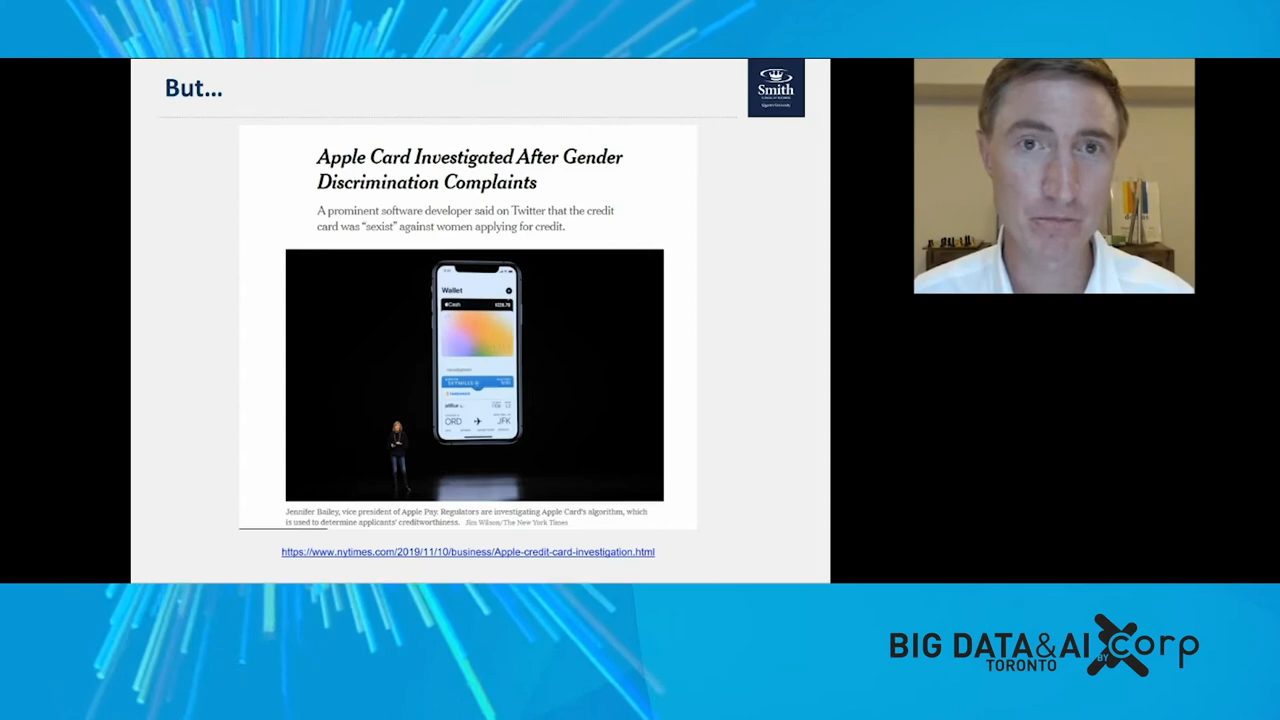 But...
Smith
Apple Card Investigated After Gender
Discrimination Complaints
A prominent software developer said on Twitter that the credit
card was “sexist” against women applying for credit.
Wallet
Cash
ORD
JFK
Jennifer Bailey, vice president of Apple Pay. Regulators are investigating Apple Card's algorithm, which
is used to determine applicants' creditworthiness. Jim Wilson/The New York Times
https://www.nytimes.com/2019/11/10/business/Apple-credit-card-investigation.html
BIG DATA&AI BY corp
TORONTO